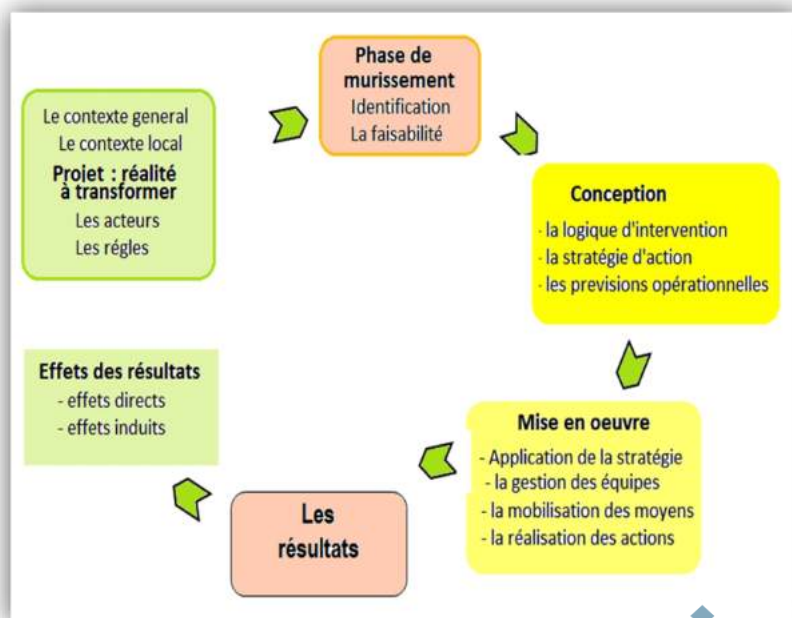 Le contexte general
Le contexte local
Projet : réalité
à transformer
Les acteurs
Les régles
Phase de
murissement
Identification
La faisabilité
Conception
· la logique d'intervention
· la stratégie d'action
· les previsions opérationnelles
Mise en oeuvre
- Application de la stratégie
- la gestion des équipes
- la mobilisation des moyens
- la réalisation des actions
Les
résultats
Effets des résultats
- effets directs
- effets induits